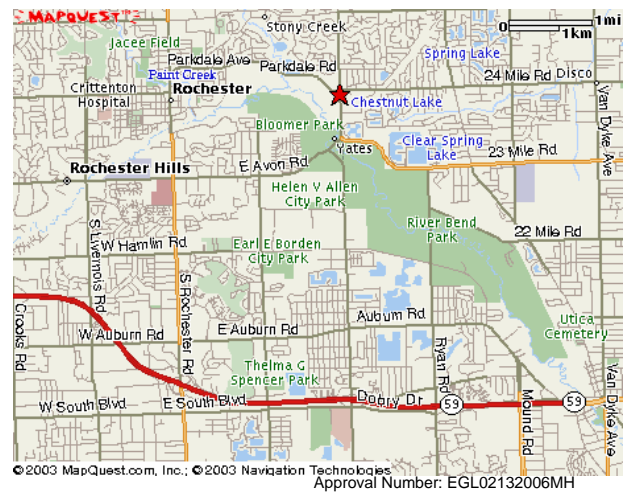 MAPQUEST
Stony Creek
0
1mi
1km
Jacee Field
Parkdale Ave
Parkdale Rd
Spring Lake
24 Mile Rd
Disco
Paint Creek
Crittenton
Hospital
Rochester
Chestnut Lake
Van Dyke Ave
Bloomer Park
Yates
Clear Spring
Lake
23 Mile Rd
E Avon Rd
Rochester Hills
Helen V Allen
City Park
River Bend
Park
22 Mile Rd
S Livernois Rd
W Hamlin Rd
Earl E Borden
City Park
S Rochester Rd
Crooks Rd
W Auburn Rd
E Auburn Rd
Auburn Rd
Utica
Cemetery
Ryan Rd
Thelma G
Spencer Park
Van Dyke Ave
W South Blvd
E South Blvd
Dobry Dr
59
Mound Rd
59
©2003 MapQuest.com, Inc.; ©2003 Navigation Technologies
Approval Number: EGL02132006MH